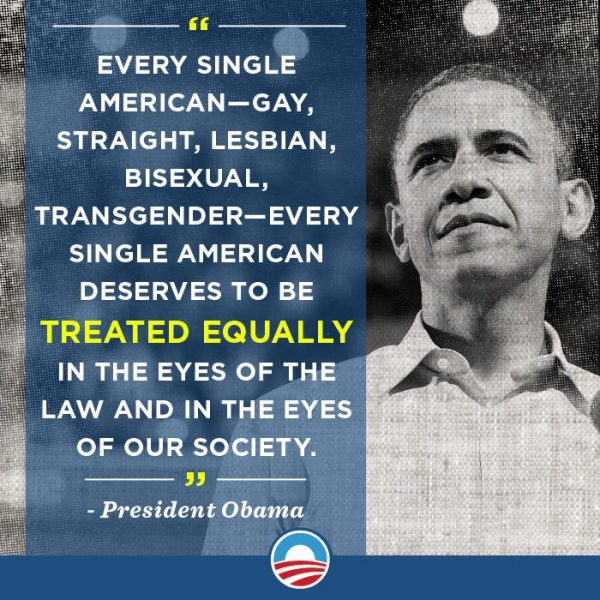 “
EVERY SINGLE
AMERICAN—GAY,
STRAIGHT, LESBIAN,
BISEXUAL,
TRANSGENDER—EVERY
SINGLE AMERICAN
DESERVES TO BE
TREATED EQUALLY
IN THE EYES OF THE
LAW AND IN THE EYES
OF OUR SOCIETY.
”
- President Obama